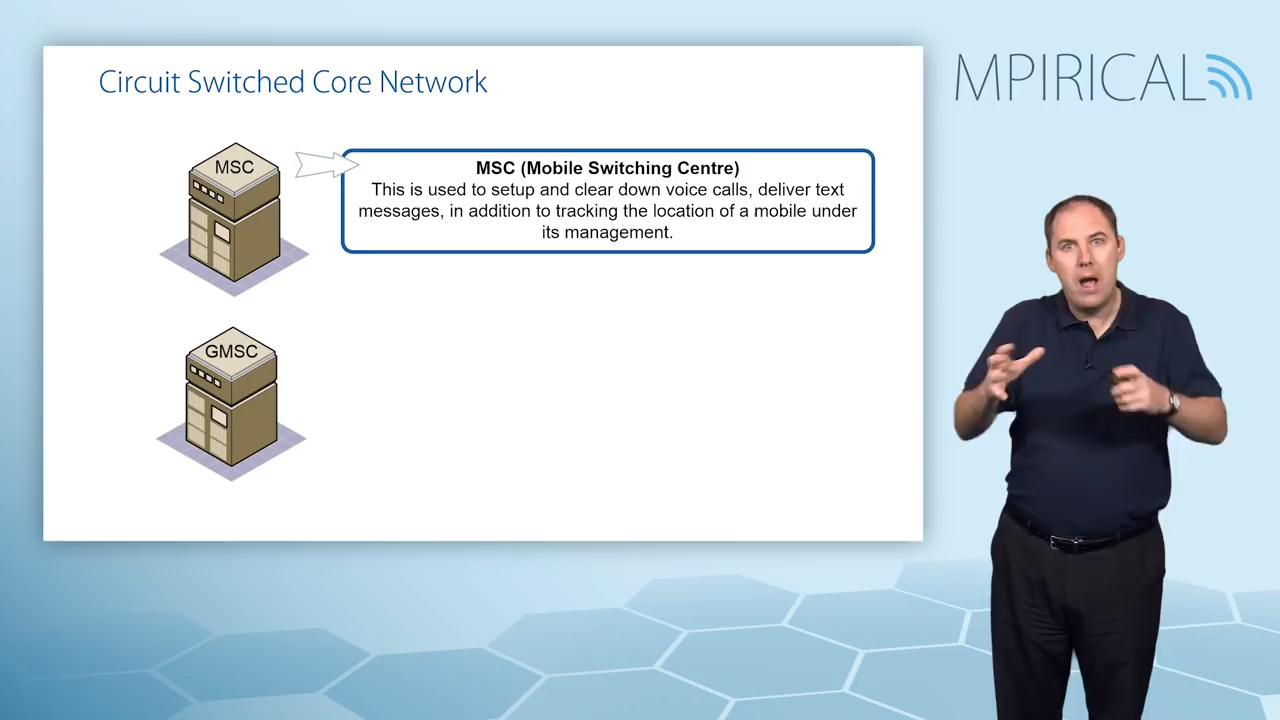 Circuit Switched Core Network
MPIRICAL
MSC
MSC (Mobile Switching Centre)
This is used to setup and clear down voice calls, deliver text
messages, in addition to tracking the location of a mobile under
its management.
GMSC